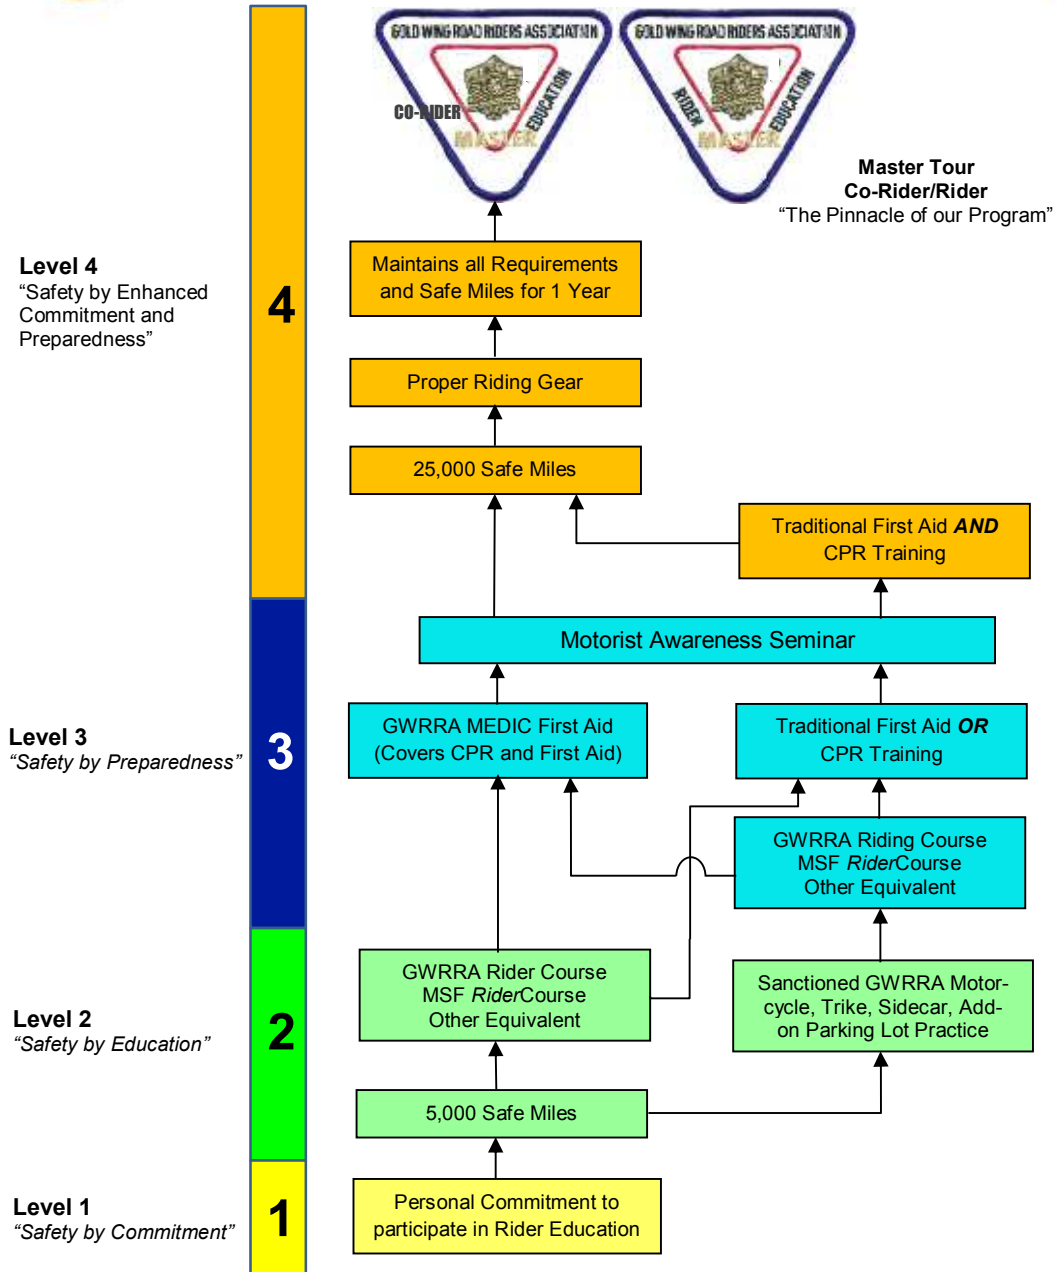 GOLD WING ROAD RIDERS ASSOCIATION
CO-RIDER
EDUCATION
MASTER
GOLD WING ROAD RIDERS ASSOCIATION
RIDER
EDUCATION
MASTER
Master Tour
Co-Rider/Rider
“The Pinnacle of our Program”
Level 4
“Safety by Enhanced
Commitment and
Preparedness”
4
Maintains all Requirements
and Safe Miles for 1 Year
Proper Riding Gear
25,000 Safe Miles
Traditional First Aid AND
CPR Training
Motorist Awareness Seminar
Level 3
“Safety by Preparedness”
3
GWRRA MEDIC First Aid
(Covers CPR and First Aid)
Traditional First Aid OR
CPR Training
GWRRA Riding Course
MSF RiderCourse
Other Equivalent
Level 2
“Safety by Education”
2
GWRRA Rider Course
MSF RiderCourse
Other Equivalent
Sanctioned GWRRA Motor-
cycle, Trike, Sidecar, Add-
on Parking Lot Practice
5,000 Safe Miles
Level 1
“Safety by Commitment”
1
Personal Commitment to
participate in Rider Education